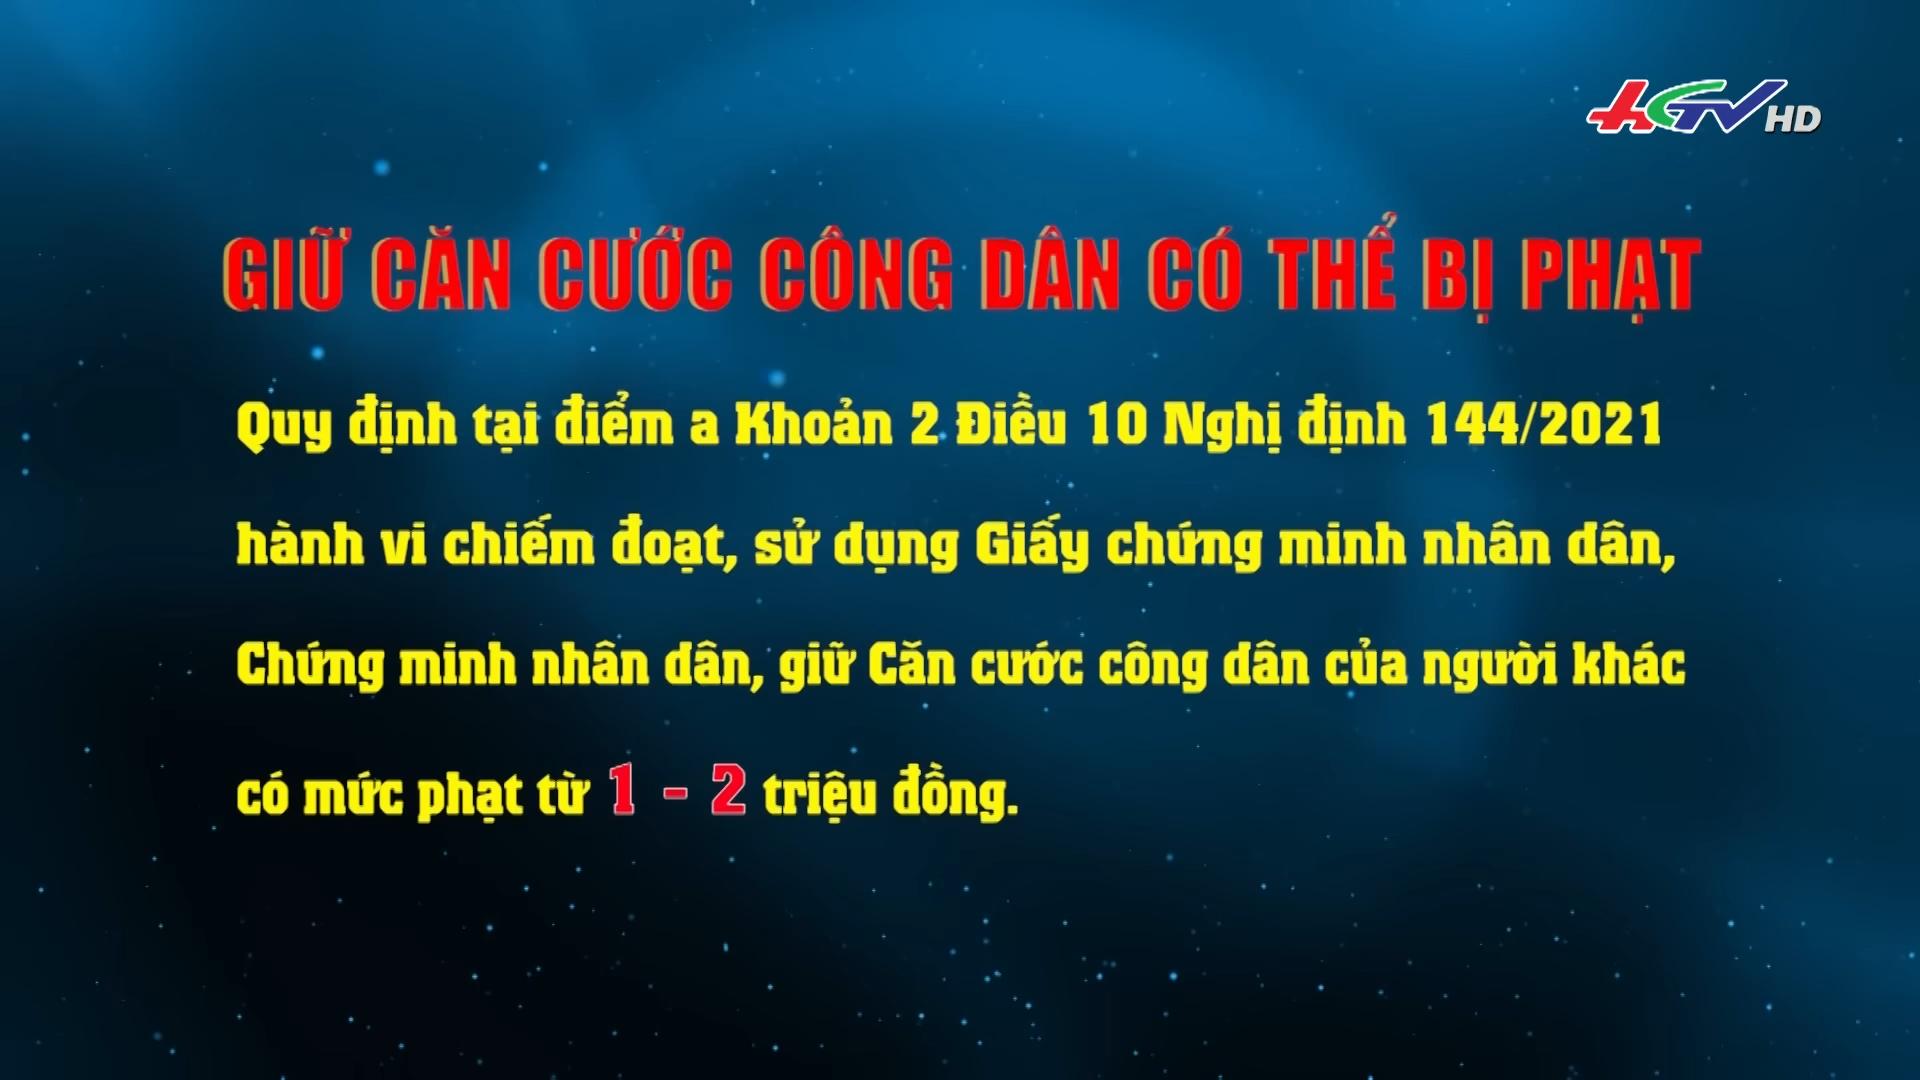 HGTV HD
GIỮ CĂN CƯỚC CÔNG DÂN CÓ THỂ BỊ PHẠT
Quy định tại điểm a Khoản 2 Điều 10 Nghị định 144/2021
hành vi chiếm đoạt, sử dụng Giấy chứng minh nhân dân,
Chứng minh nhân dân, giữ Căn cước công dân của người khác
có mức phạt từ 1 - 2 triệu đồng.